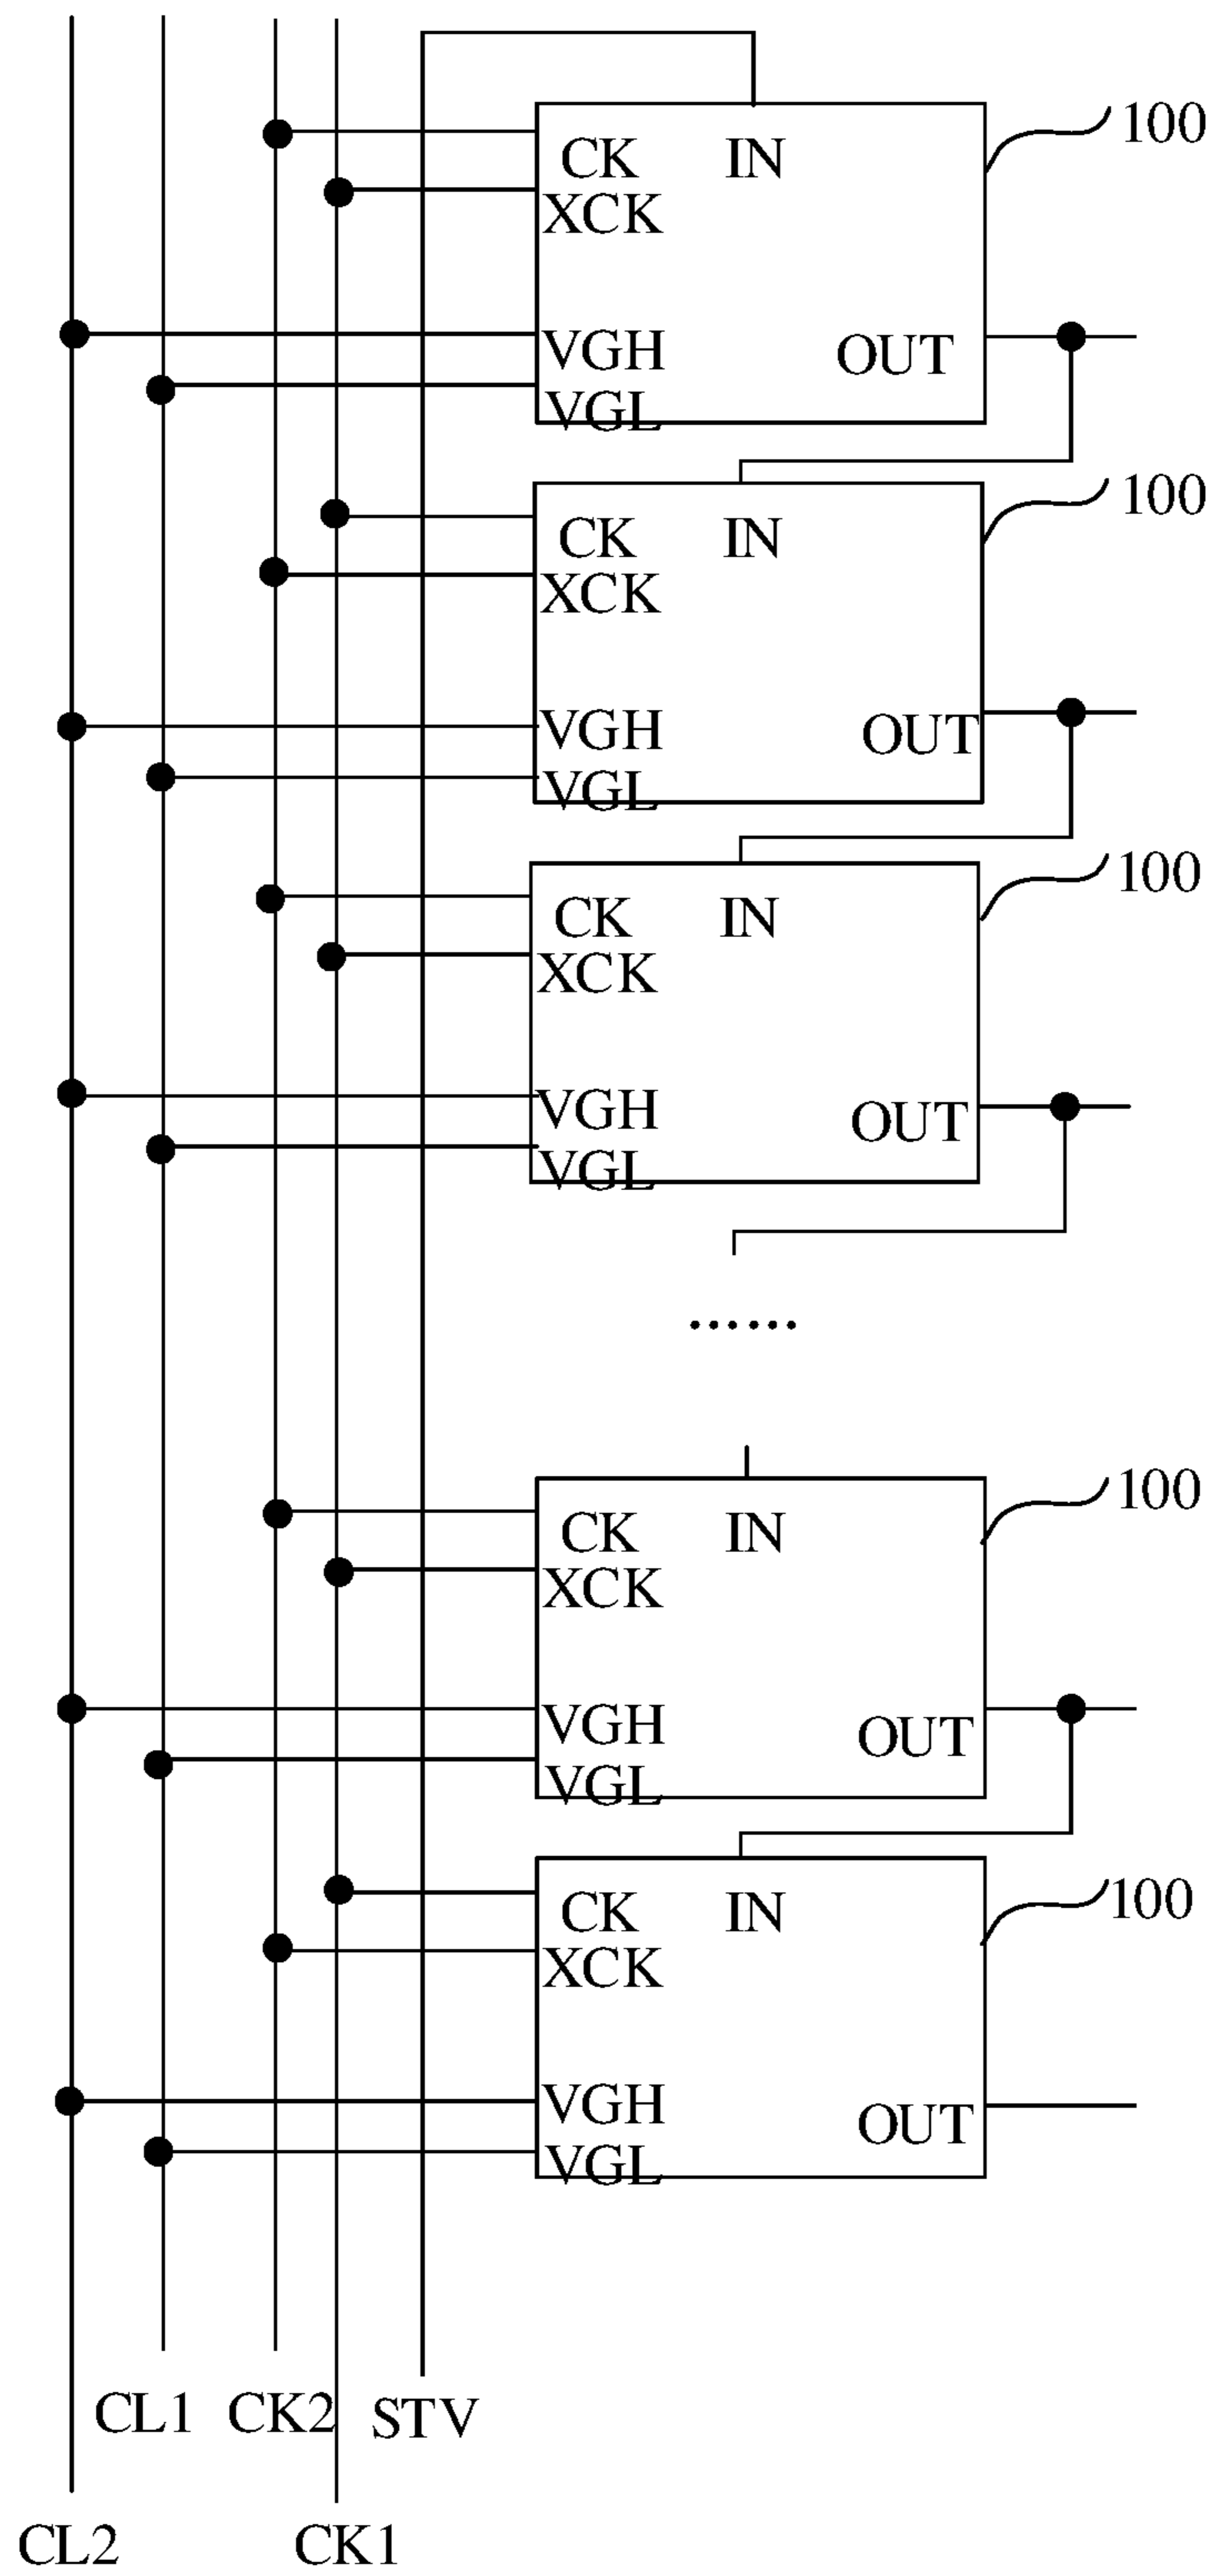 100
CK IN
XCK
VGH OUT
VGL
100
CK IN
XCK
VGH OUT
VGL
100
CK IN
XCK
VGH OUT
VGL
......
100
CK IN
XCK
VGH OUT
VGL
100
CK IN
XCK
VGH OUT
VGL
CL1 CK2 STV
CL2 CK1